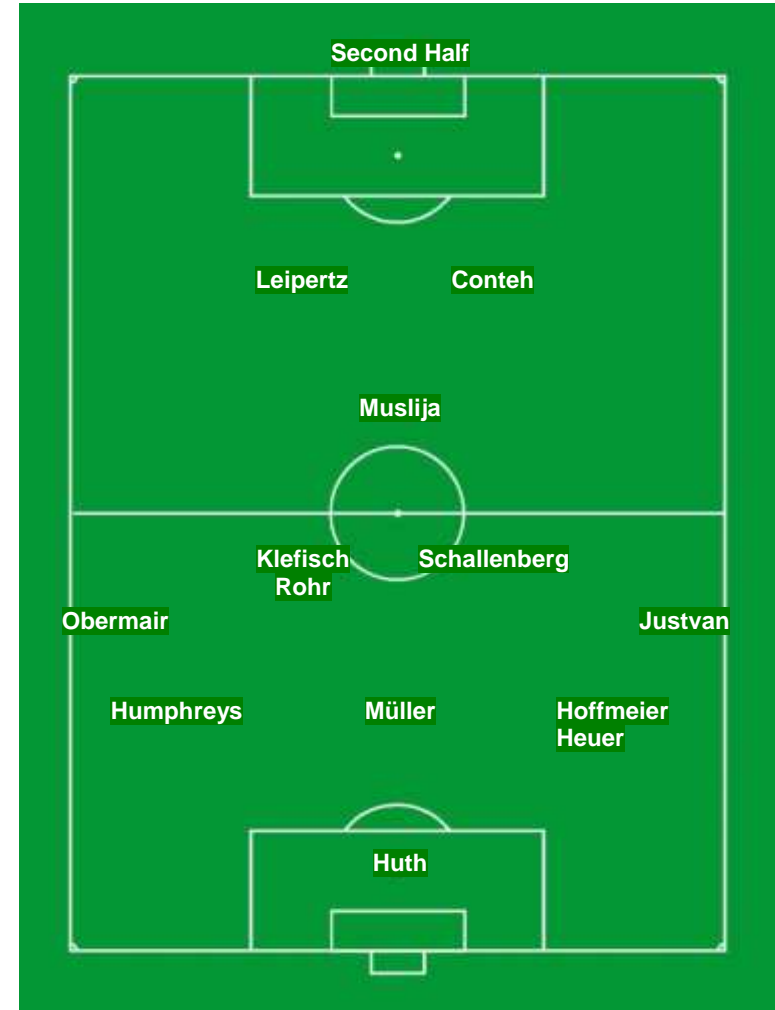 Second Half
Leipertz Conteh
Muslija
Klefisch Schallenberg
Rohr
Obermair Justvan
Humphreys Müller Hoffmeier
Heuer
Huth